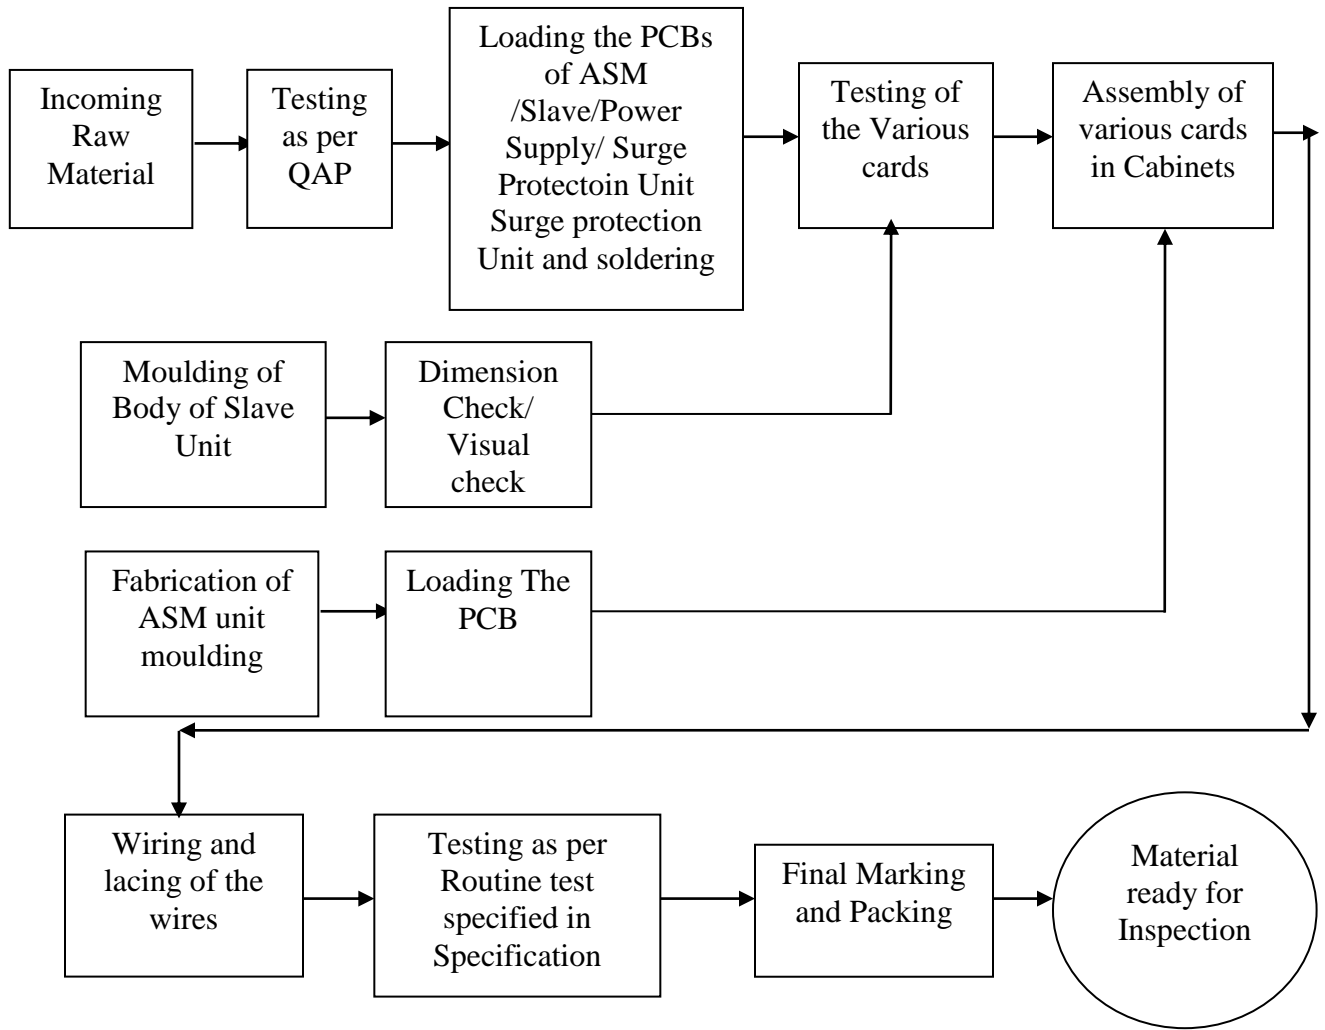 Incoming
Raw
Material
Testing
as per
QAP
Loading the PCBs
of ASM
/Slave/Power
Supply/ Surge
Protectoin Unit
Surge protection
Unit and soldering
Testing of
the Various
cards
Assembly of
various cards
in Cabinets
Moulding of
Body of Slave
Unit
Dimension
Check/
Visual
check
Fabrication of
ASM unit
moulding
Loading The
PCB
Wiring and
lacing of the
wires
Testing as per
Routine test
specified in
Specification
Final Marking
and Packing
Material
ready for
Inspection